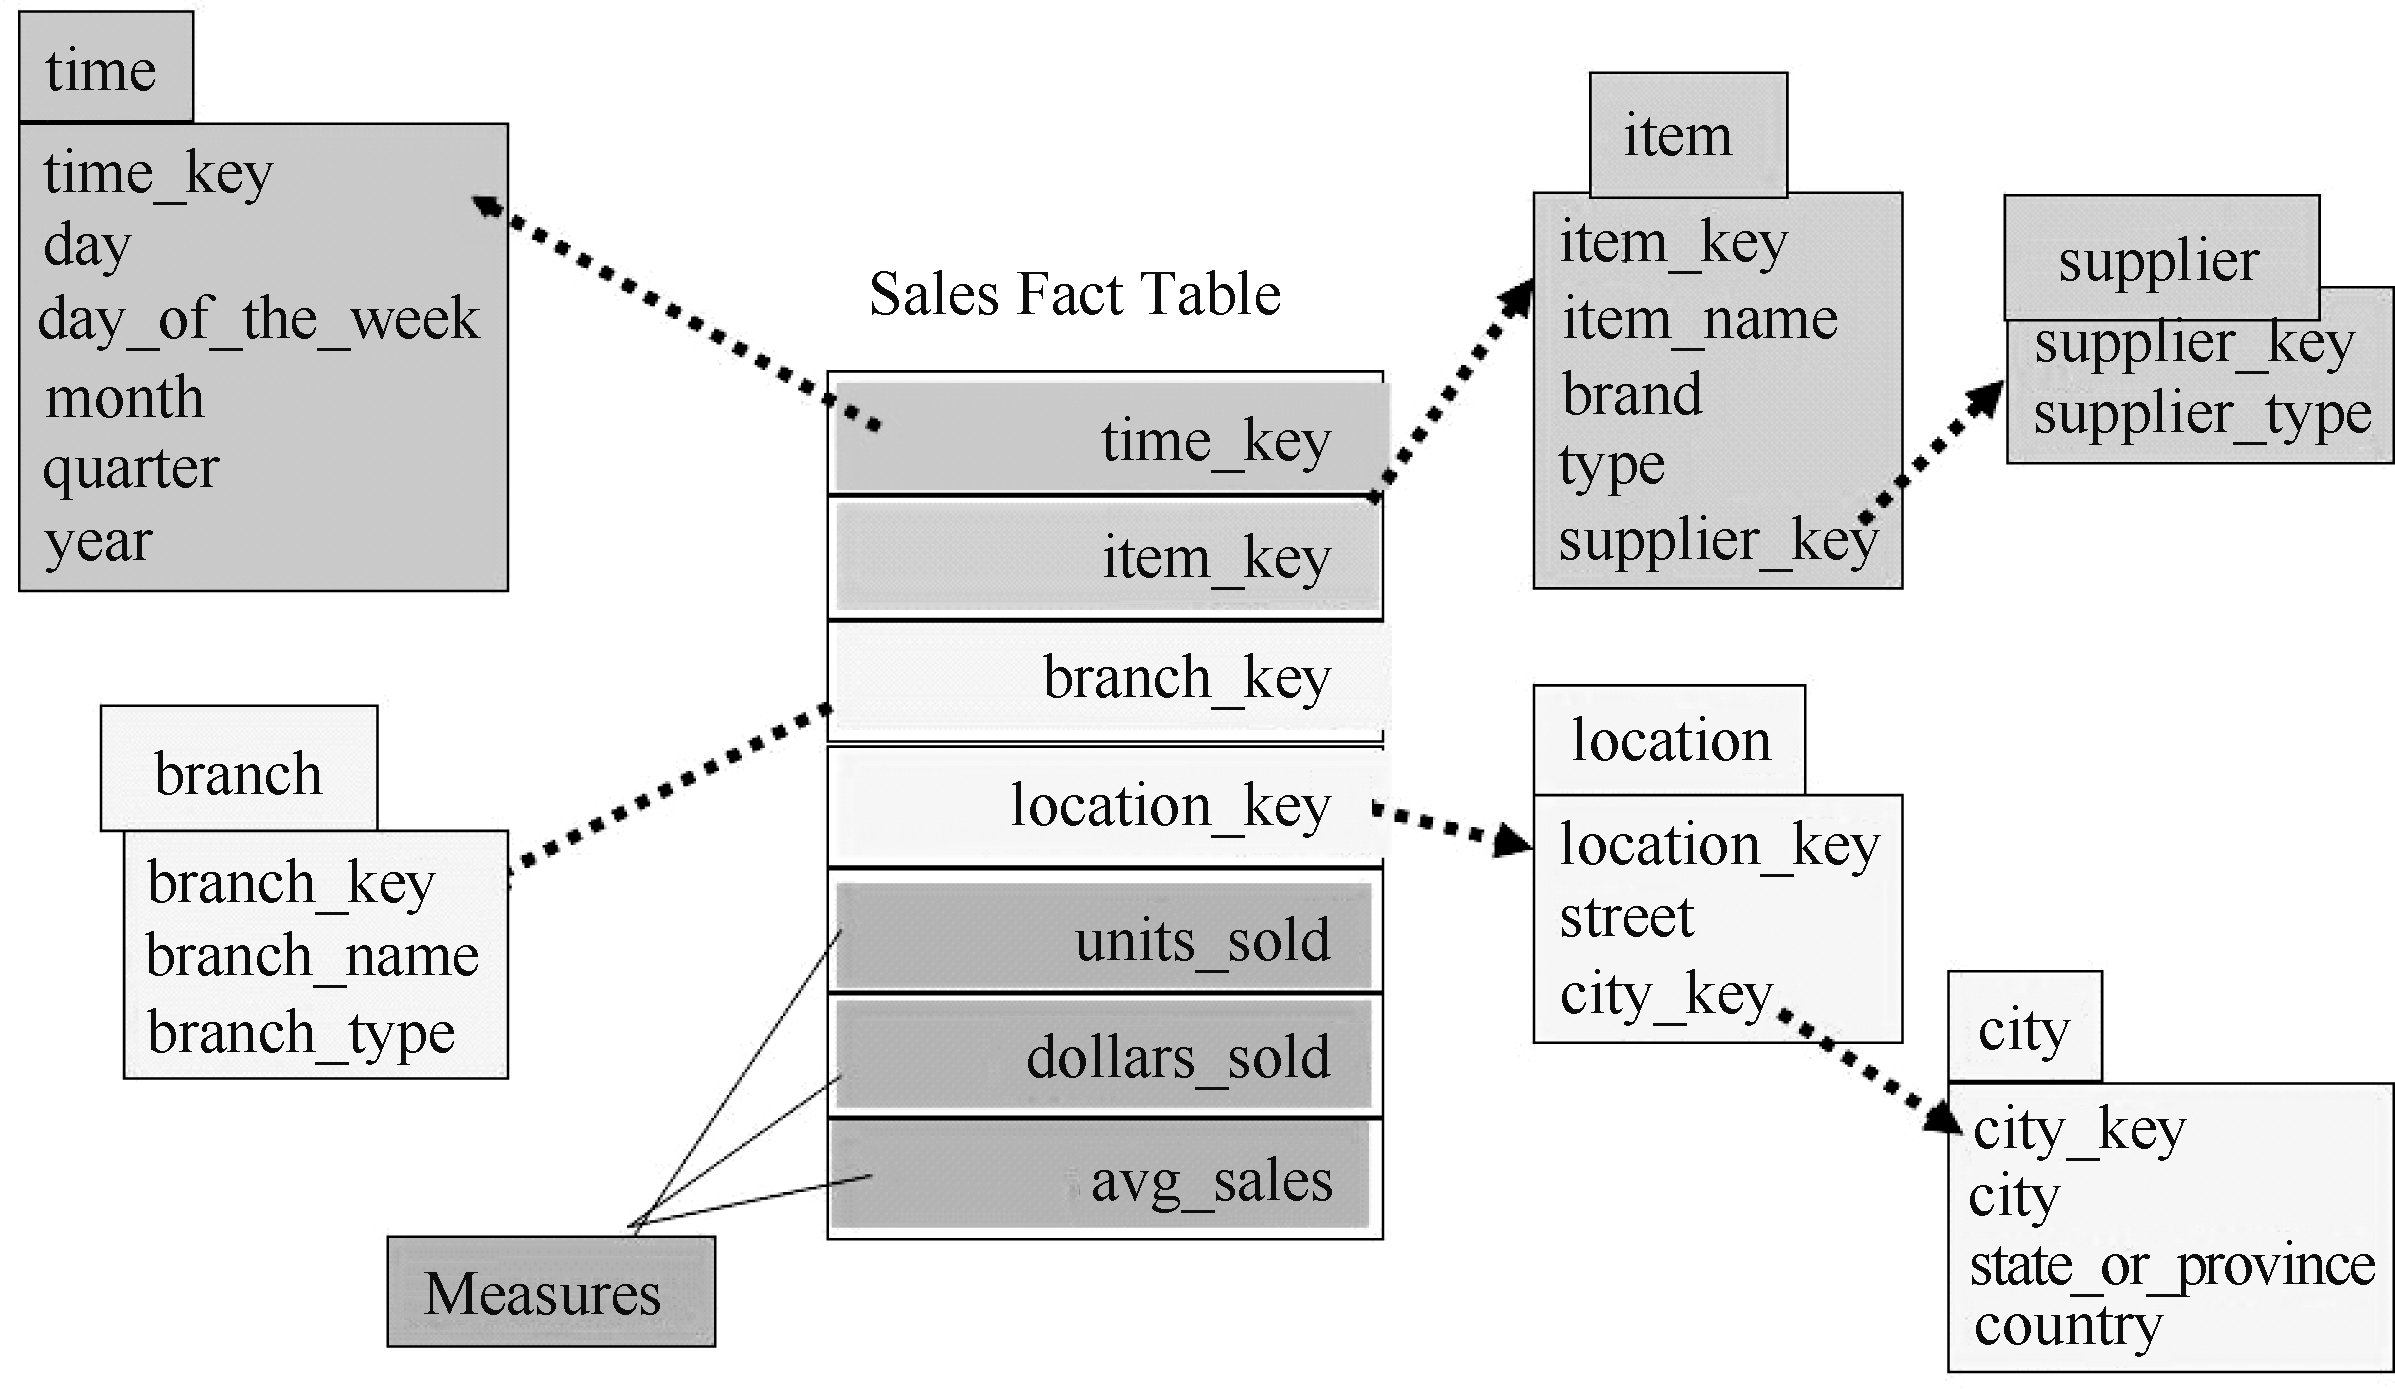 time
time_key
day
day_of_the_week
month
quarter
year
branch
branch_key
branch_name
branch_type
Sales Fact Table
time_key
item_key
branch_key
location_key
units_sold
dollars_sold
avg_sales
Measures
item
item_key
item_name
brand
type
supplier_key
supplier
supplier_key
supplier_type
location
location_key
street
city_key
city
city_key
city
state_or_province
country